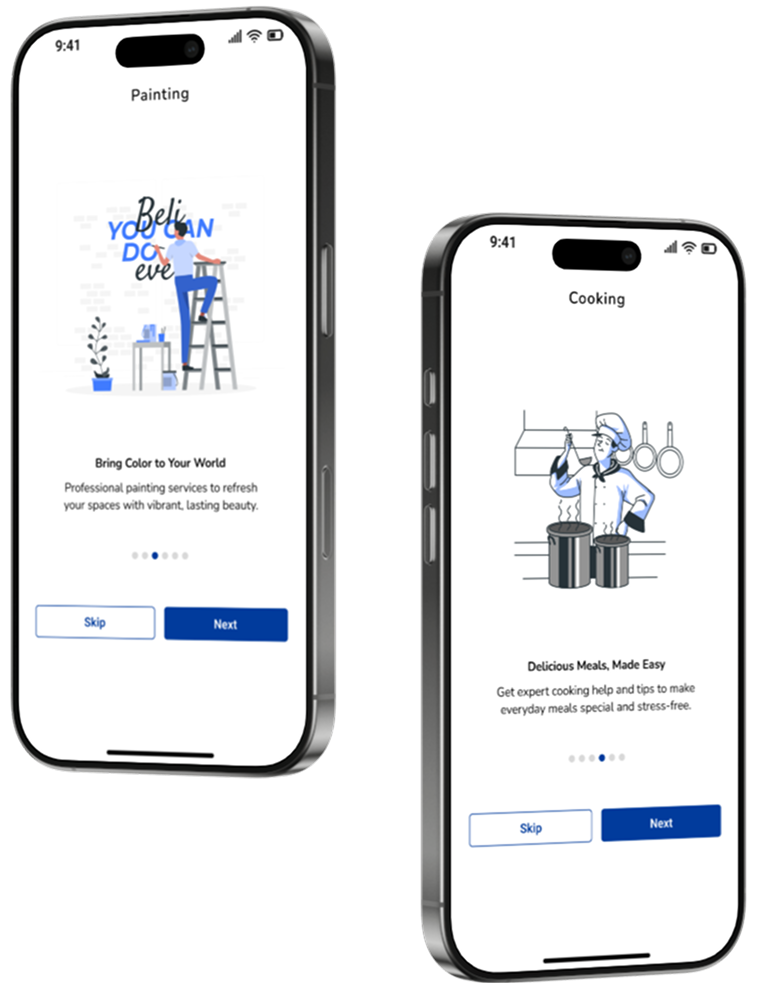 9:41
Painting
Beli
YOU CAN
DO
eve
Bring Color to Your World
Professional painting services to refresh
your spaces with vibrant, lasting beauty.
Skip
Next
9:41
Cooking
Delicious Meals, Made Easy
Get expert cooking help and tips to make
everyday meals special and stress-free.
Skip
Next